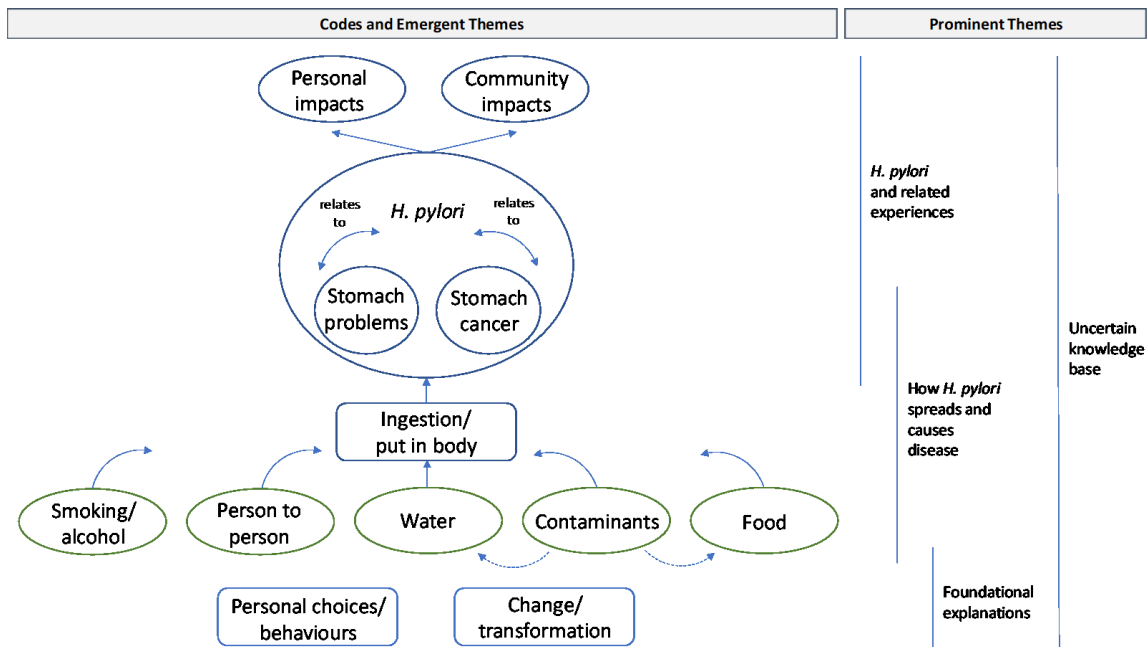 Codes and Emergent Themes
Prominent Themes
Personal
impacts
Community
impacts
relates
to
H. pylori
relates
to
Stomach
problems
Stomach
cancer
Ingestion/
put in body
Smoking/
alcohol
Person to
person
Water
Contaminants
Food
Personal choices/
behaviours
Change/
transformation
H. pylori
and related
experiences
How H. pylori
spreads and
causes
disease
Foundational
explanations
Uncertain
knowledge
base